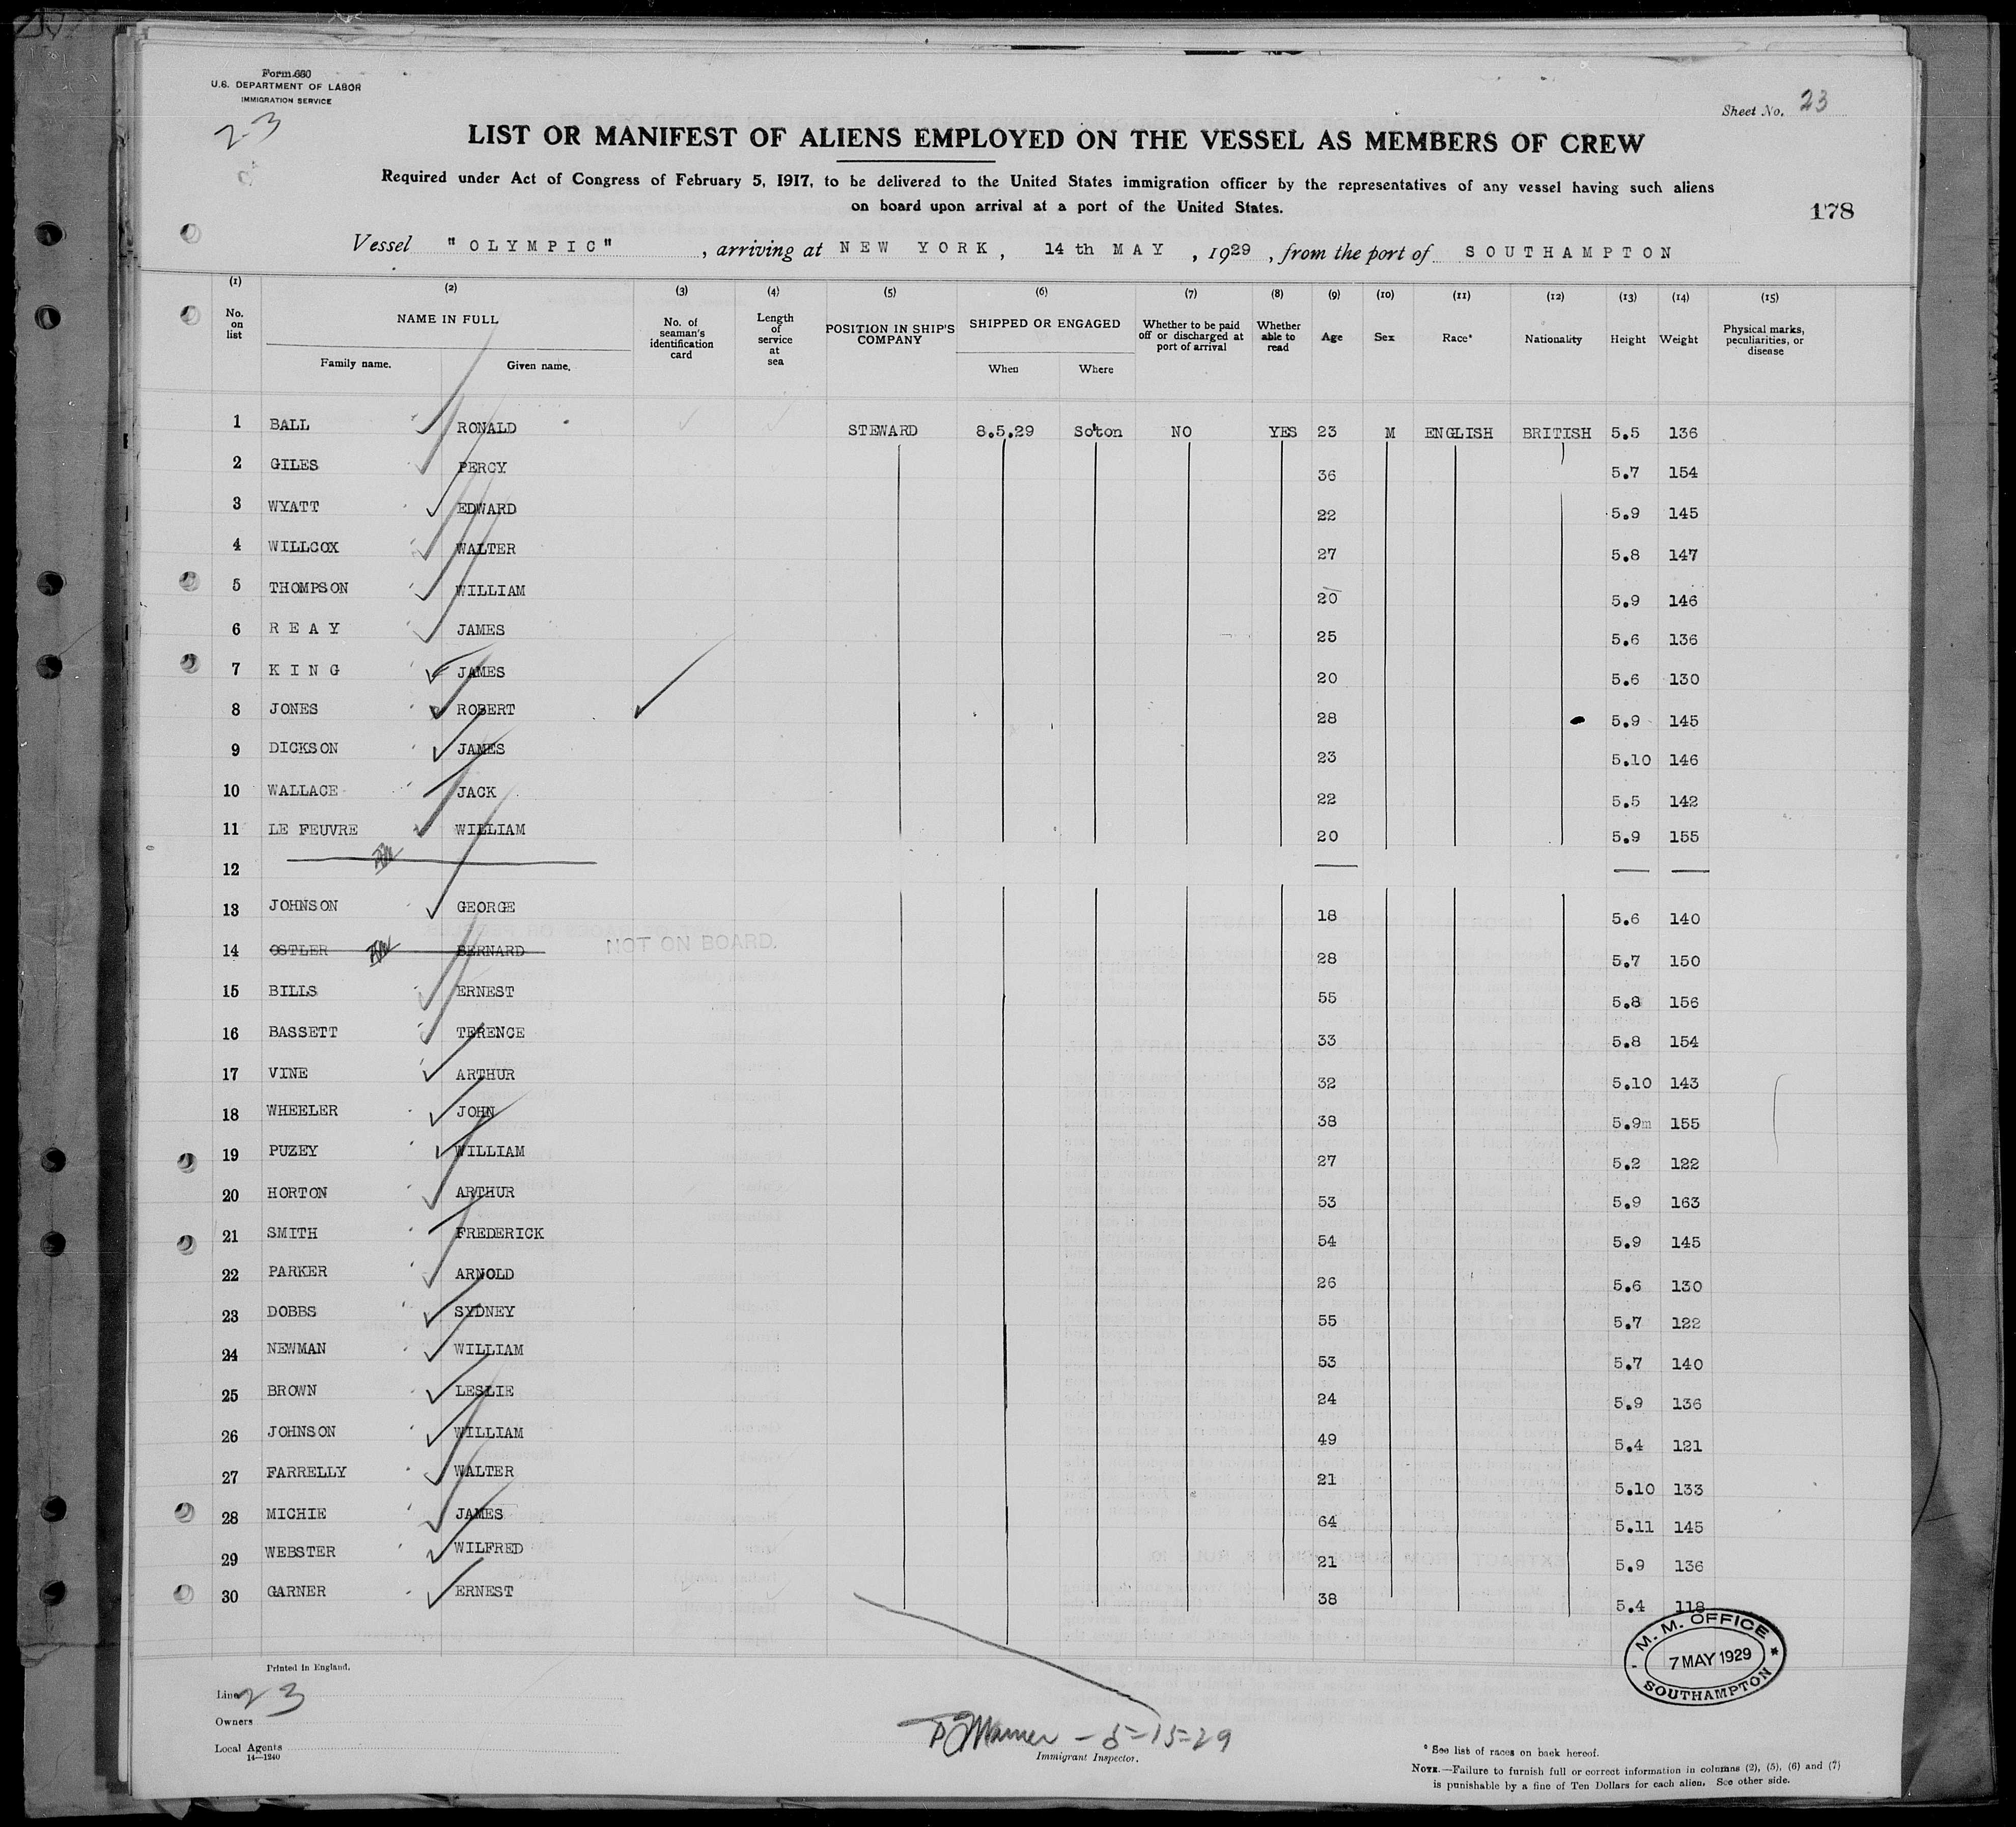 Form 680
U.S. DEPARTMENT OF LABOR
IMMIGRATION SERVICE
23
Sheet No. 23
LIST OR MANIFEST OF ALIENS EMPLOYED ON THE VESSEL AS MEMBERS OF CREW
Required under Act of Congress of February 5, 1917, to be delivered to the United States immigration officer by the representatives of any vessel having such aliens
on board upon arrival at a port of the United States.
178
Vessel "OLYMPIC", arriving at NEW YORK, 14th MAY, 1929, from the port of SOUTHAMPTON
(1) (2) (3) (4) (5) (6) (7) (8) (9) (10) (11) (12) (13) (14) (15)
No. on list NAME IN FULL Family name. Given name. No. of seaman's identification card Length of service at sea POSITION IN SHIP'S COMPANY SHIPPED OR ENGAGED When Where Whether to be paid off or discharged at port of arrival Whether able to read Age Sex Race* Nationality Height Weight Physical marks, peculiarities, or disease
1 BALL RONALD STEWARD 8.5.29 So'ton NO YES 23 M ENGLISH BRITISH 5.5 136
2 GILES PERCY 36 5.7 154
3 WYATT EDWARD 22 5.9 145
4 WILLCOX WALTER 27 5.8 147
5 THOMPSON WILLIAM 20 5.9 146
6 REAY JAMES 25 5.6 136
7 KING JAMES 20 5.6 130
8 JONES ROBERT 28 5.9 145
9 DICKSON JAMES 23 5.10 146
10 WALLACE JACK 22 5.5 142
11 LE FEUVRE WILLIAM 20 5.9 155
12
13 JOHNSON GEORGE 18 5.6 140
14 OSTLER BERNARD NOT ON BOARD. 28 5.7 150
15 BILLS ERNEST 55 5.8 156
16 BASSETT TERENCE 33 5.8 154
17 VINE ARTHUR 32 5.10 143
18 WHEELER JOHN 38 5.9m 155
19 PUZEY WILLIAM 27 5.2 122
20 HORTON ARTHUR 53 5.9 163
21 SMITH FREDERICK 54 5.9 145
22 PARKER ARNOLD 26 5.6 130
23 DOBBS SYDNEY 55 5.7 122
24 NEWMAN WILLIAM 53 5.7 140
25 BROWN LESLIE 24 5.9 136
26 JOHNSON WILLIAM 49 5.4 121
27 FARRELLY WALTER 21 5.10 133
28 MICHIE JAMES 64 5.11 145
29 WEBSTER WILFRED 21 5.9 136
30 GARNER ERNEST 38 5.4 118
M.M. OFFICE
7 MAY 1929
SOUTHAMPTON
Printed in England.
Line 23
Owners
Local Agents
14—1240
5-15-29
Immigrant Inspector.
* See list of races on back hereof.
NOTE.—Failure to furnish full or correct information in columns (2), (5), (6) and (7)
is punishable by a fine of Ten Dollars for each alien. See other side.